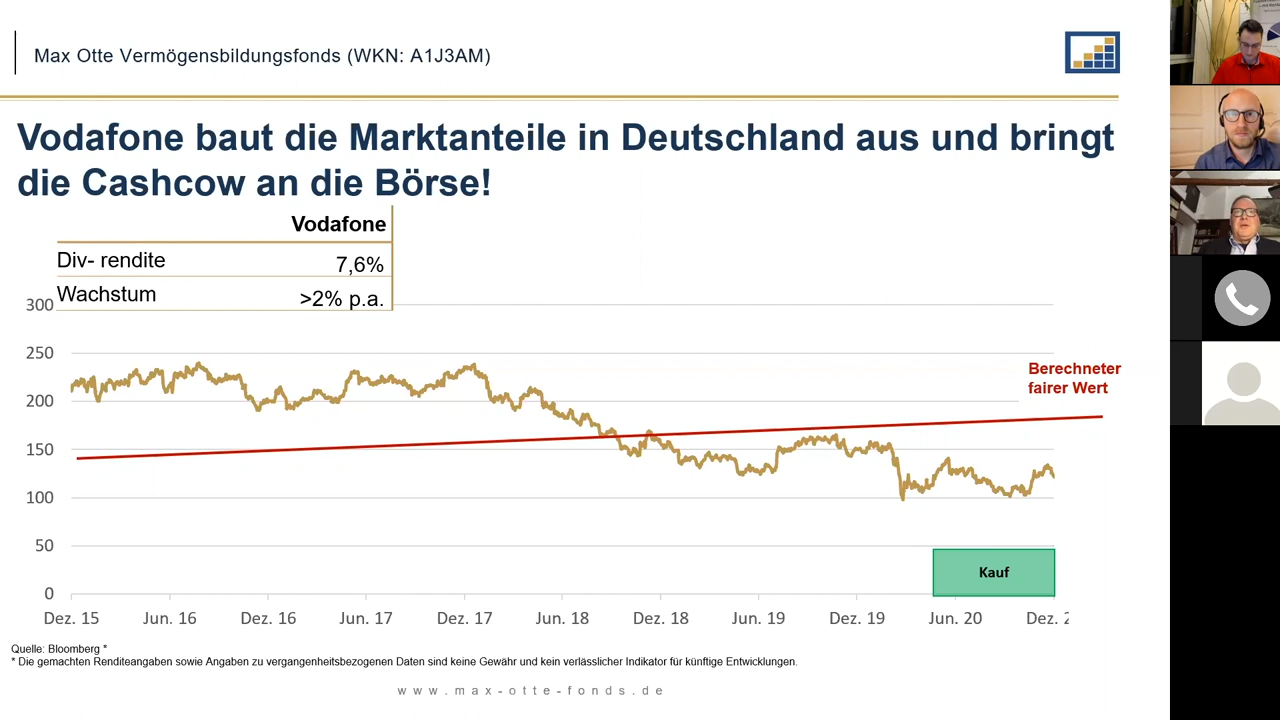 Max Otte Vermögensbildungsfonds (WKN: A1J3AM)
Vodafone baut die Marktanteile in Deutschland aus und bringt
die Cashcow an die Börse!
Vodafone
Div- rendite 7,6%
Wachstum >2% p.a.
300
250
200
150
100
50
0
Berechneter
fairer Wert
Kauf
Dez. 15 Jun. 16 Dez. 16 Jun. 17 Dez. 17 Jun. 18 Dez. 18 Jun. 19 Dez. 19 Jun. 20 Dez. 2
Quelle: Bloomberg *
* Die gemachten Renditeangaben sowie Angaben zu vergangenheitsbezogenen Daten sind keine Gewähr und kein verlässlicher Indikator für künftige Entwicklungen.
www.max-otte-fonds.de